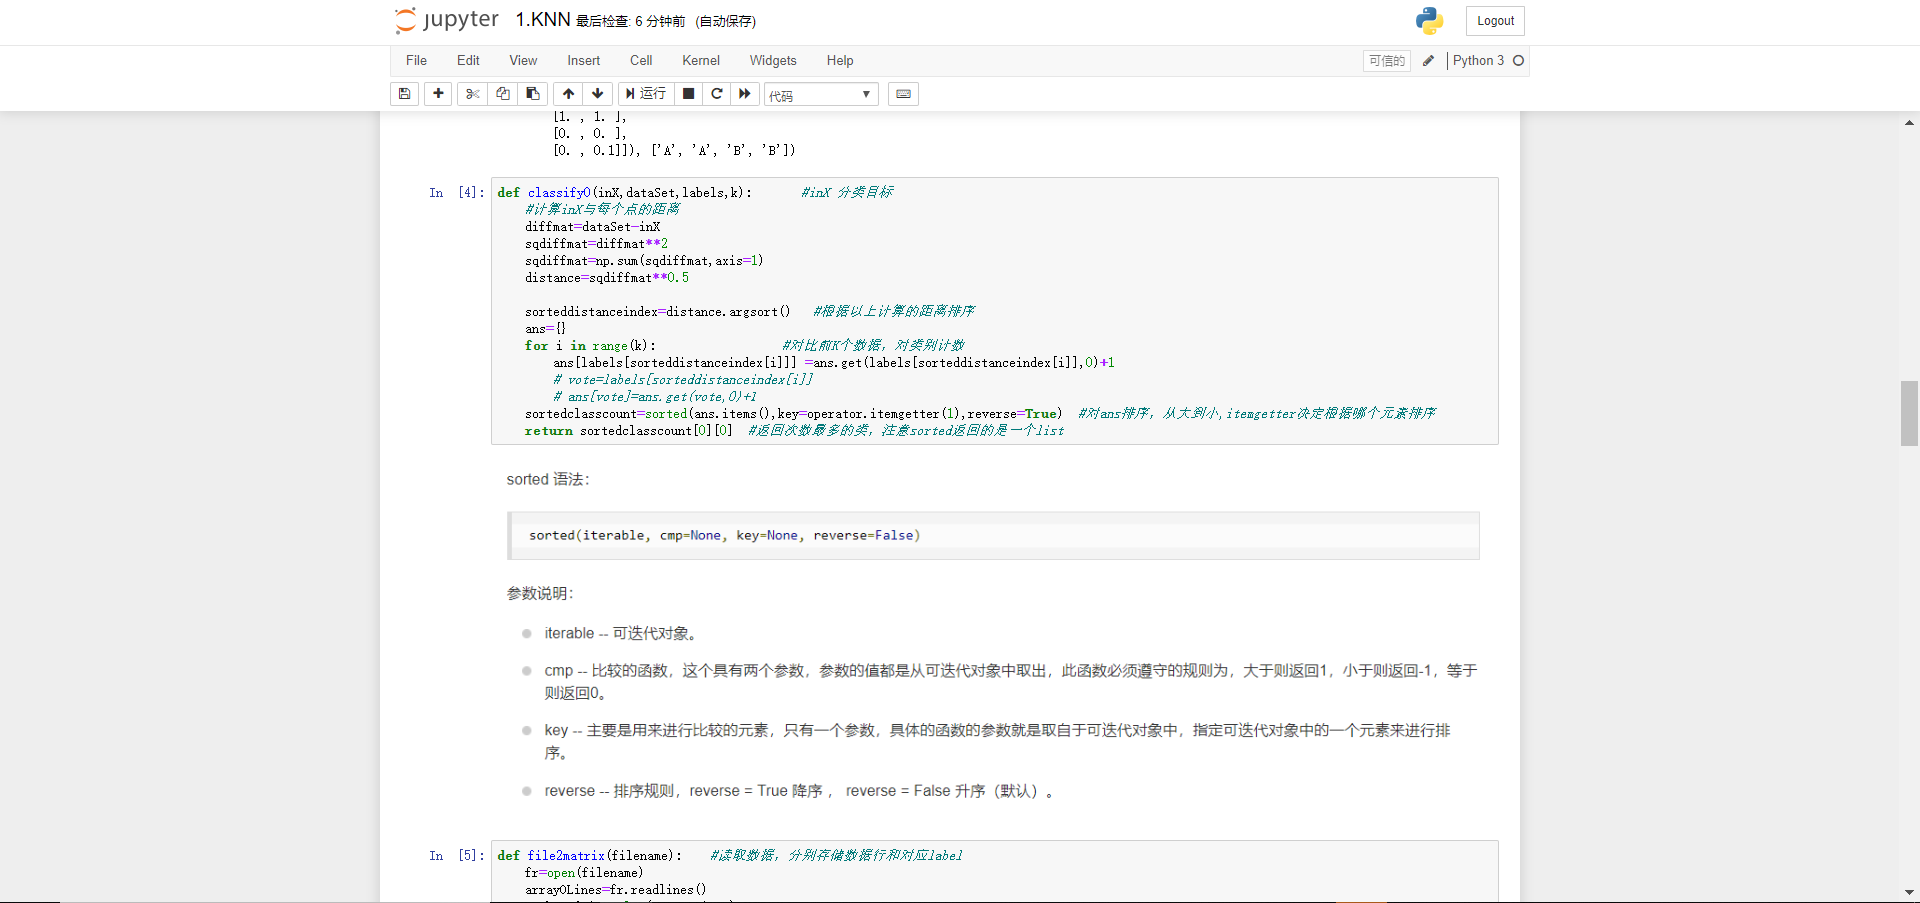 jupyter 1.KNN 最后检查: 6 分钟前 (自动保存) Logout
File Edit View Insert Cell Kernel Widgets Help 可信的 Python 3
运行 代码
[1. , 1. ],
[0. , 0. ],
[0. , 0.1]]), ['A', 'A', 'B', 'B'])
In [4]: def classify0(inX,dataSet,labels,k): #inX 分类目标
#计算inX与每个点的距离
diffmat=dataSet-inX
sqdiffmat=diffmat**2
sqdiffmat=np.sum(sqdiffmat,axis=1)
distance=sqdiffmat**0.5
sorteddistanceindex=distance.argsort() #根据以上计算的距离排序
ans={}
for i in range(k): #对比前K个数据，对类别计数
ans[labels[sorteddistanceindex[i]]] =ans.get(labels[sorteddistanceindex[i]],0)+1
# vote=labels[sorteddistanceindex[i]]
# ans[vote]=ans.get(vote,0)+1
sortedclasscount=sorted(ans.items(),key=operator.itemgetter(1),reverse=True) #对ans排序，从大到小,itemgetter决定根据哪个元素排序
return sortedclasscount[0][0] #返回次数最多的类，注意sorted返回的是一个list
sorted 语法：
sorted(iterable, cmp=None, key=None, reverse=False)
参数说明：
iterable -- 可迭代对象。
cmp -- 比较的函数，这个具有两个参数，参数的值都是从可迭代对象中取出，此函数必须遵守的规则为，大于则返回1，小于则返回-1，等于
则返回0。
key -- 主要是用来进行比较的元素，只有一个参数，具体的函数的参数就是取自于可迭代对象中，指定可迭代对象中的一个元素来进行排
序。
reverse -- 排序规则，reverse = True 降序 ， reverse = False 升序（默认）。
In [5]: def file2matrix(filename): #读取数据，分别存储数据行和对应label
fr=open(filename)
arrayOLines=fr.readlines()